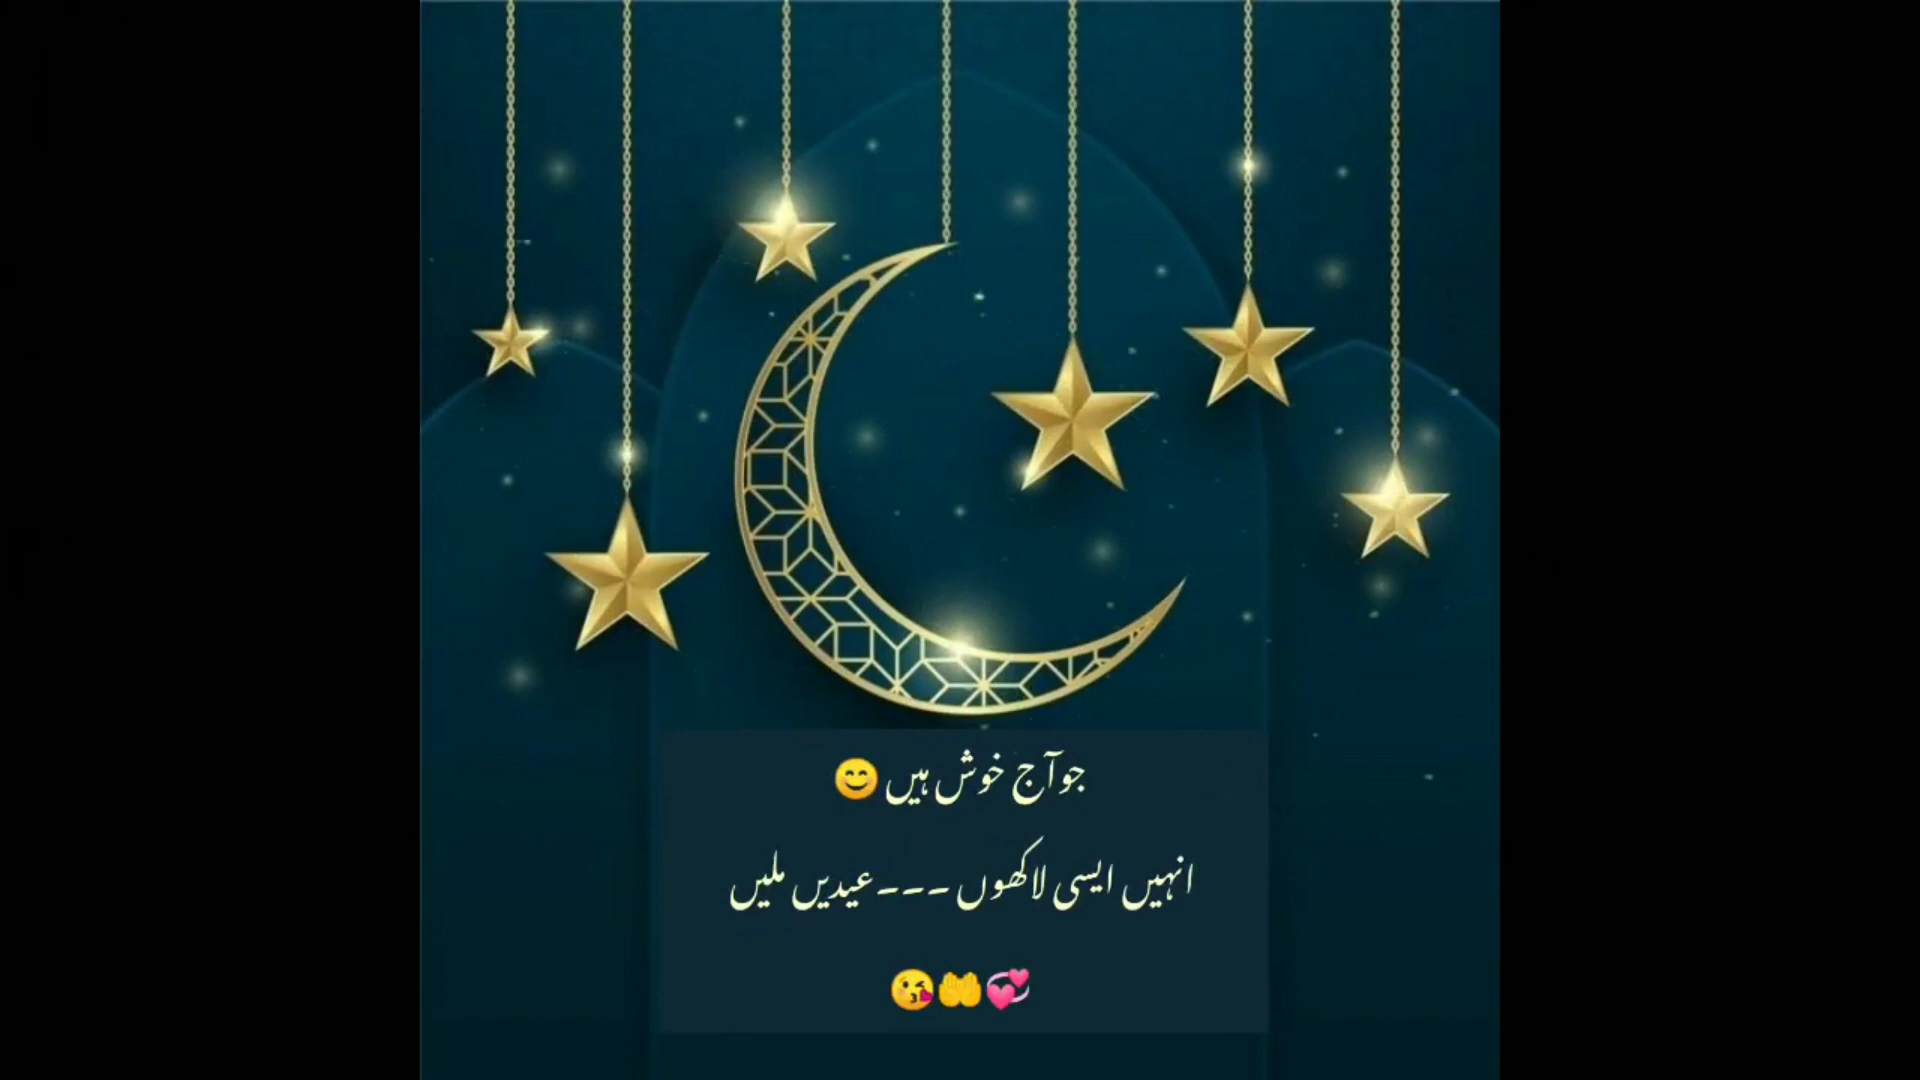 جو آج خوش ہیں 😊
انہیں ایسی لاکھوں ۔۔۔عیدیں ملیں
😘🤲💞